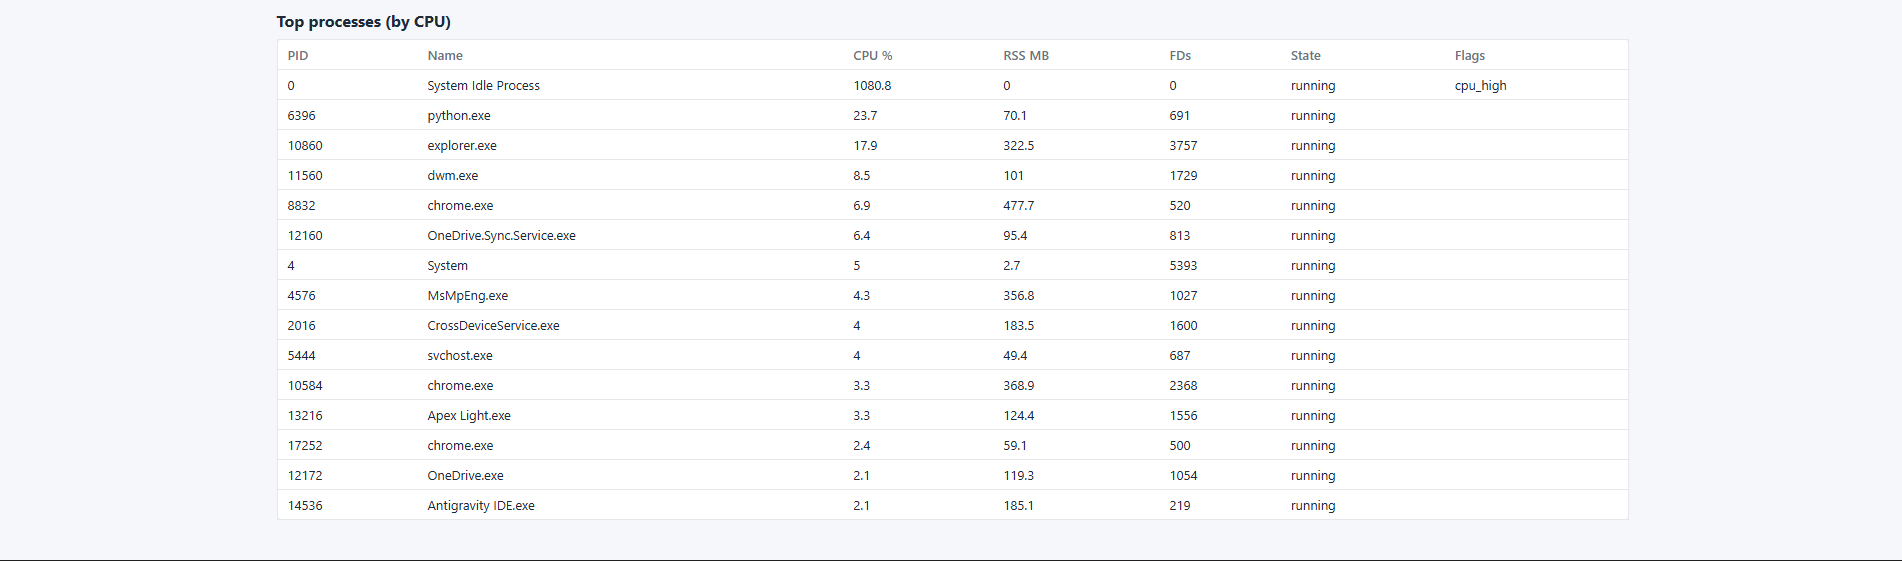 Top processes (by CPU)
PID Name CPU % RSS MB FDs State Flags
0 System Idle Process 1080.8 0 0 running cpu_high
6396 python.exe 23.7 70.1 691 running
10860 explorer.exe 17.9 322.5 3757 running
11560 dwm.exe 8.5 101 1729 running
8832 chrome.exe 6.9 477.7 520 running
12160 OneDrive.Sync.Service.exe 6.4 95.4 813 running
4 System 5 2.7 5393 running
4576 MsMpEng.exe 4.3 356.8 1027 running
2016 CrossDeviceService.exe 4 183.5 1600 running
5444 svchost.exe 4 49.4 687 running
10584 chrome.exe 3.3 368.9 2368 running
13216 Apex Light.exe 3.3 124.4 1556 running
17252 chrome.exe 2.4 59.1 500 running
12172 OneDrive.exe 2.1 119.3 1054 running
14536 Antigravity IDE.exe 2.1 185.1 219 running